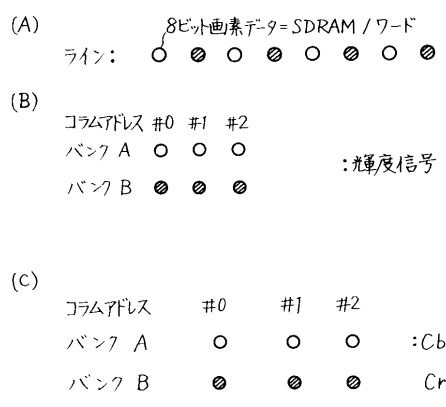 (A)
8ビット画素データ=SDRAM/ワード
ライン:
(B)
コラムアドレス #0 #1 #2
バンク A
バンク B
:輝度信号
(C)
コラムアドレス #0 #1 #2
バンク A :Cb
バンク B Cr